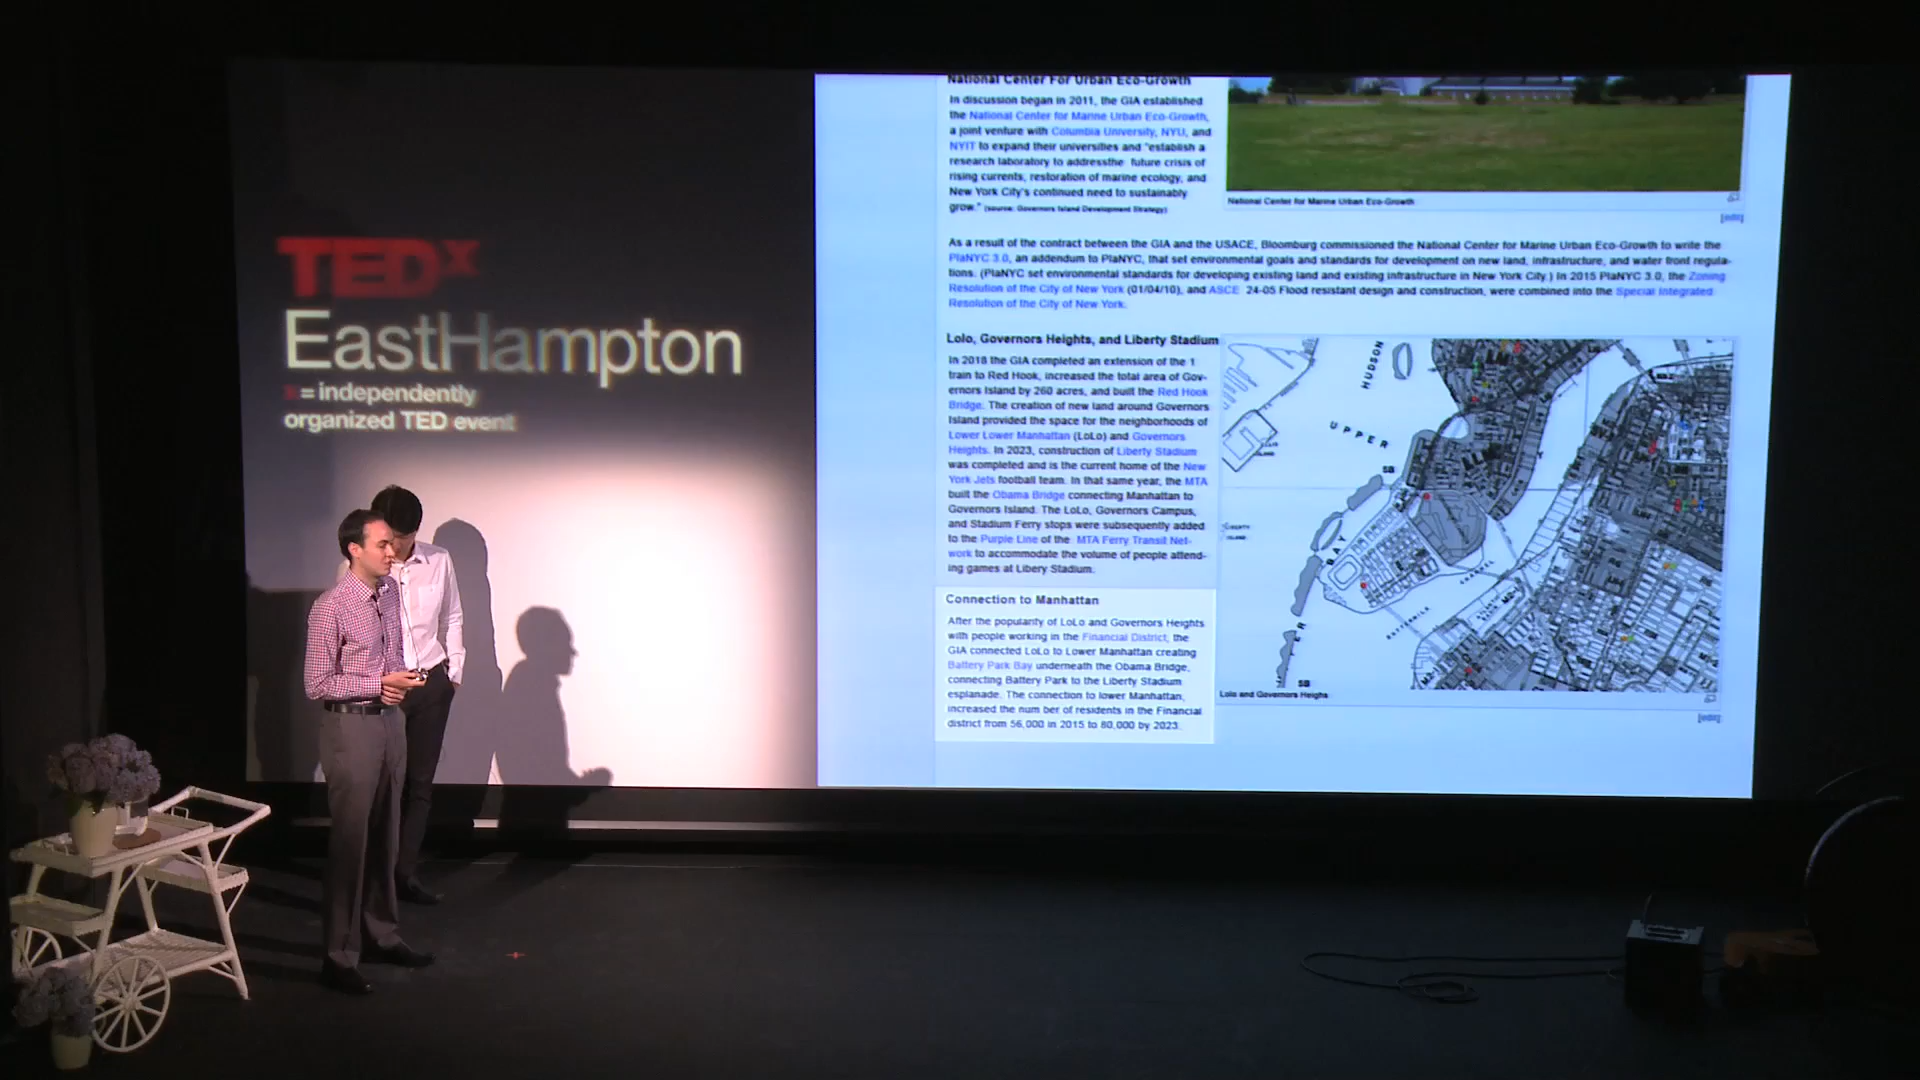 TEDx
EastHampton
x = independently
organized TED event
National Center For Urban Eco-Growth
In discussion began in 2011, the GIA established
the National Center for Marine Urban Eco-Growth,
a joint venture with Columbia University, NYU, and
NYIT to expand their universities and "establish a
research laboratory to addressthe future crisis of
rising currents, restoration of marine ecology, and
New York City's continued need to sustainably
grow." (source: Governors Island Development Strategy)
National Center for Marine Urban Eco-Growth
[edit]
As a result of the contract between the GIA and the USACE, Bloomburg commissioned the National Center for Marine Urban Eco-Growth to write the
PlaNYC 3.0, an addendum to PlaNYC, that set environmental goals and standards for development on new land, infrastructure, and water front regula-
tions. (PlaNYC set environmental standards for developing existing land and existing infrastructure in New York City.) In 2015 PlaNYC 3.0, the Zoning
Resolution of the City of New York (01/04/10), and ASCE 24-05 Flood resistant design and construction, were combined into the Special Integrated
Resolution of the City of New York.
Lolo, Governors Heights, and Liberty Stadium
In 2018 the GIA completed an extension of the 1
train to Red Hook, increased the total area of Gov-
ernors Island by 260 acres, and built the Red Hook
Bridge. The creation of new land around Governors
Island provided the space for the neighborhoods of
Lower Lower Manhattan (LoLo) and Governors
Heights. In 2023, construction of Liberty Stadium
was completed and is the current home of the New
York Jets football team. In that same year, the MTA
built the Obama Bridge connecting Manhattan to
Governors Island. The LoLo, Governors Campus,
and Stadium Ferry stops were subsequently added
to the Purple Line of the MTA Ferry Transit Net-
work to accommodate the volume of people attend-
ing games at Libery Stadium.
HUDSON
UPPER
BAY
SB
LIBERTY
ISLAND
BUTTERMILK
CHANNEL
SB
Lolo and Governors Heighs
[edit]
Connection to Manhattan
After the popularity of LoLo and Governors Heights
with people working in the Financial District, the
GIA connected LoLo to Lower Manhattan creating
Battery Park Bay underneath the Obama Bridge,
connecting Battery Park to the Liberty Stadium
esplanade. The connection to lower Manhattan,
increased the num ber of residents in the Financial
district from 56,000 in 2015 to 80,000 by 2023.